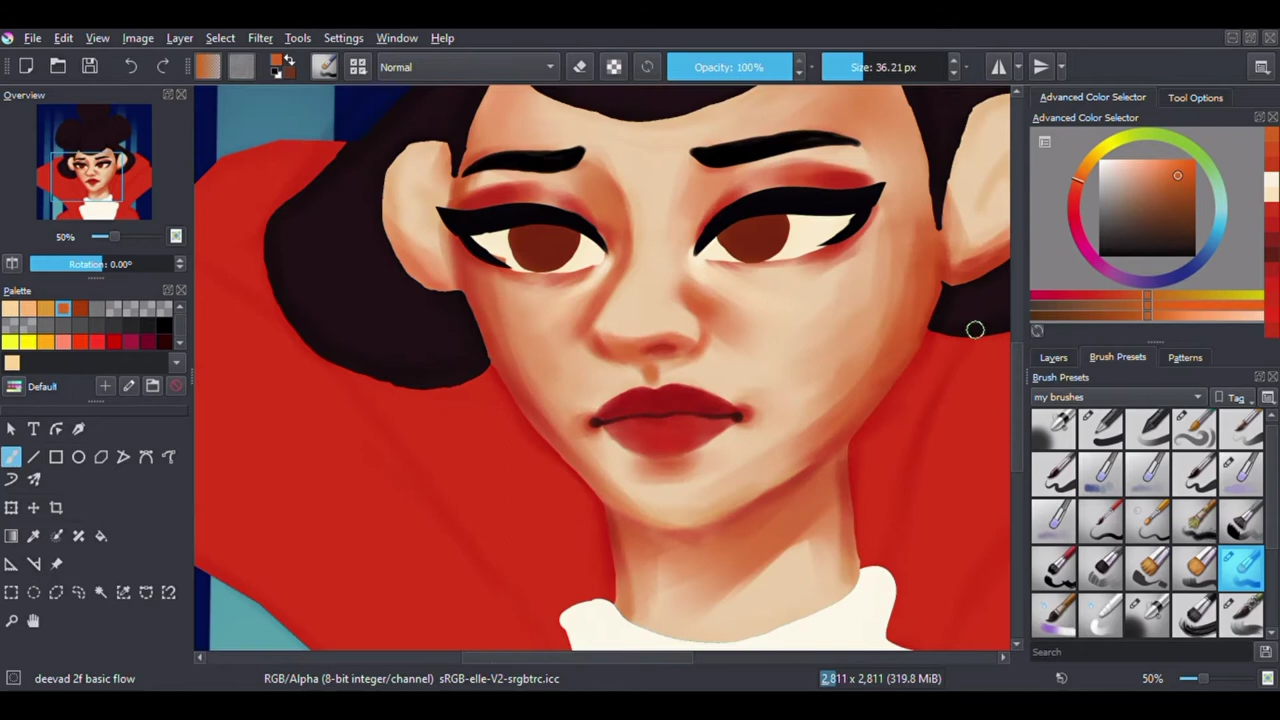 File Edit View Image Layer Select Filter Tools Settings Window Help
Normal Opacity: 100% Size: 36.21 px
Overview
50%
Rotation: 0.00°
Palette
Default
Advanced Color Selector Tool Options
Advanced Color Selector
Layers Brush Presets Patterns
Brush Presets
my brushes Tag
Search
deevad 2f basic flow RGB/Alpha (8-bit integer/channel) sRGB-elle-V2-srgbtrc.icc 2,811 x 2,811 (319.8 MiB) 50%